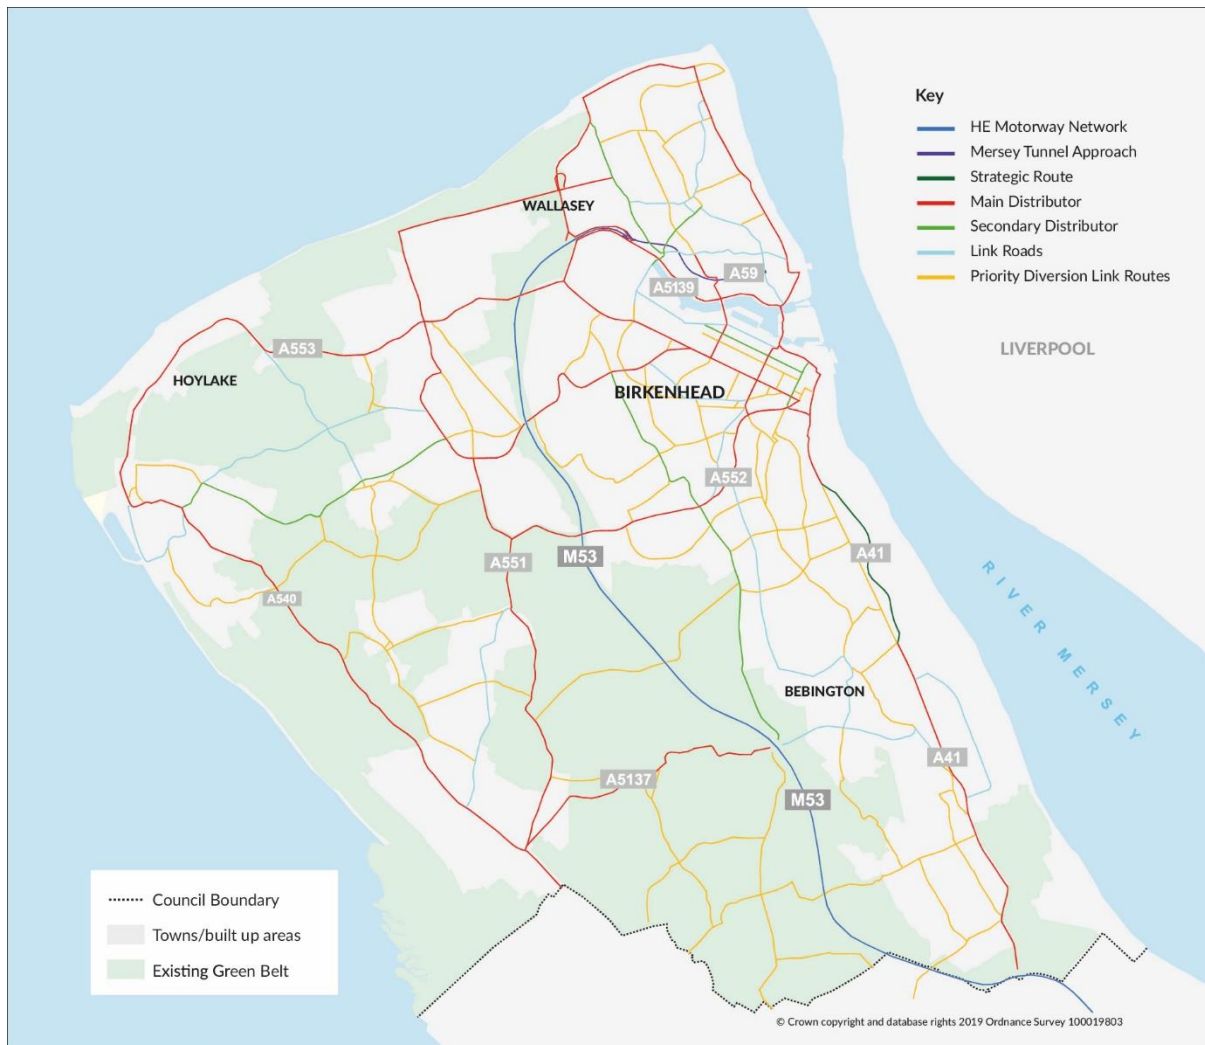 Key
HE Motorway Network
Mersey Tunnel Approach
Strategic Route
Main Distributor
Secondary Distributor
Link Roads
Priority Diversion Link Routes
WALLASEY
A59
A5139
LIVERPOOL
A553
HOYLAKE
BIRKENHEAD
A552
A551
M53
A41
A540
RIVER MERSEY
BEBINGTON
A41
A5137
M53
Council Boundary
Towns/built up areas
Existing Green Belt
© Crown copyright and database rights 2019 Ordnance Survey 100019803